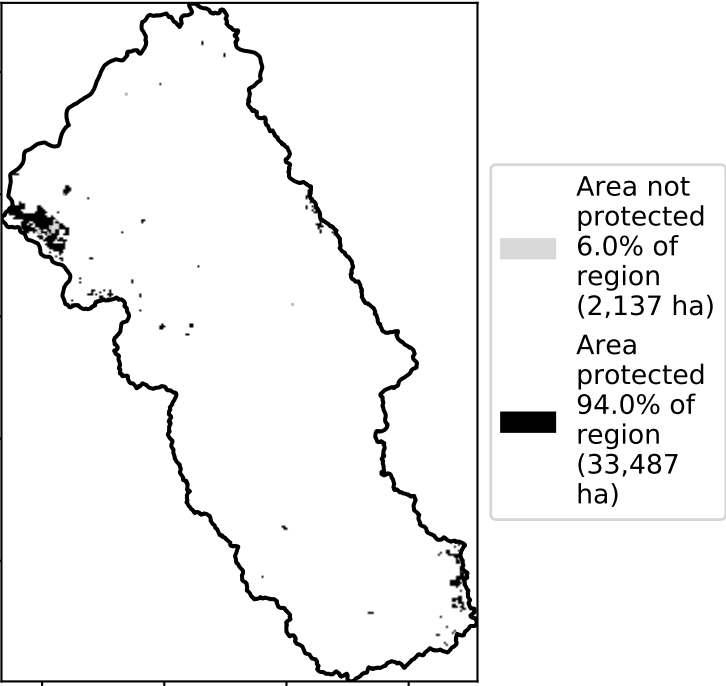 Area not
protected
6.0% of
region
(2,137 ha)
Area
protected
94.0% of
region
(33,487
ha)